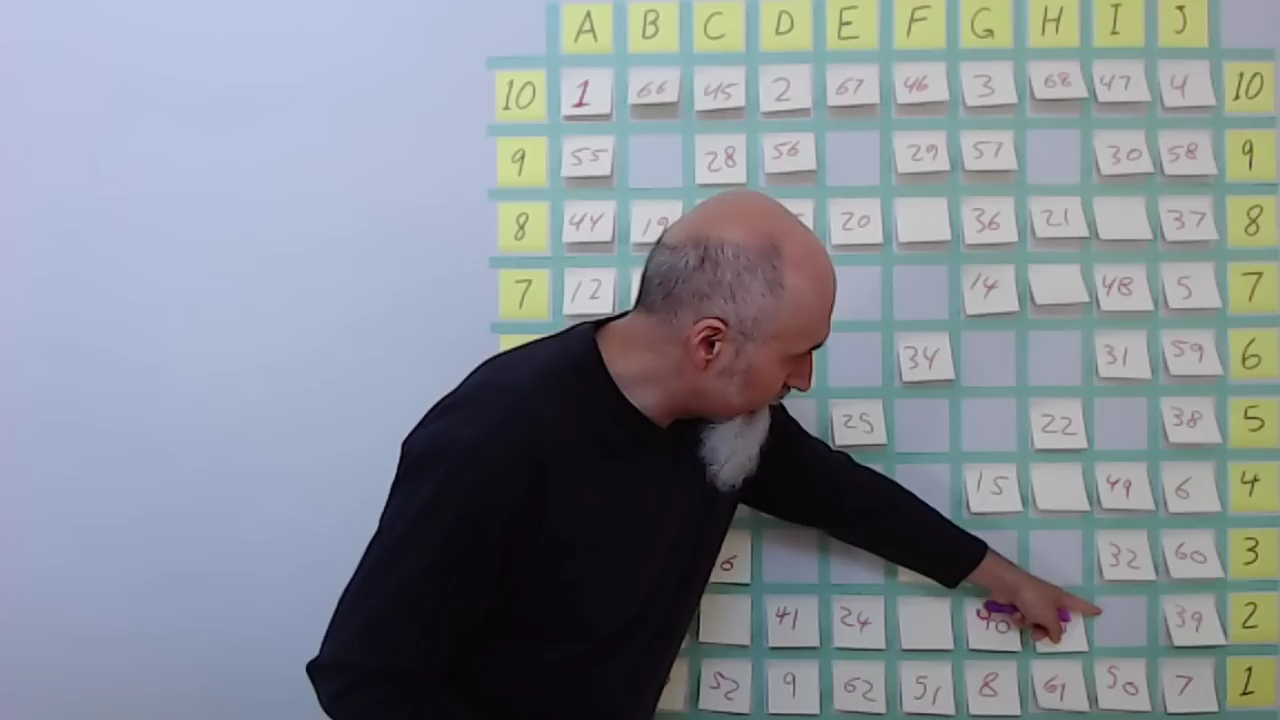 A B C D E F G H I J
10 1 66 45 2 67 46 3 68 47 4 10
9 55 28 56 29 57 30 58 9
8 44 19 20 36 21 37 8
7 12 14 48 5 7
34 31 59 6
25 22 38 5
15 49 6 4
6 32 60 3
41 24 40 39 2
52 9 62 51 8 61 50 7 1